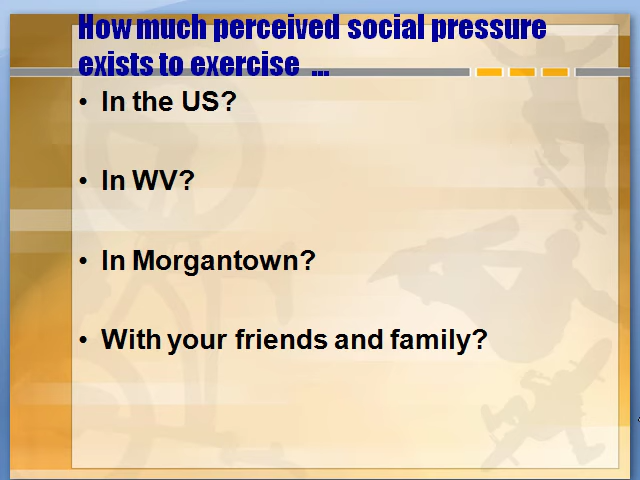 How much perceived social pressure
exists to exercise ...
• In the US?
• In WV?
• In Morgantown?
• With your friends and family?